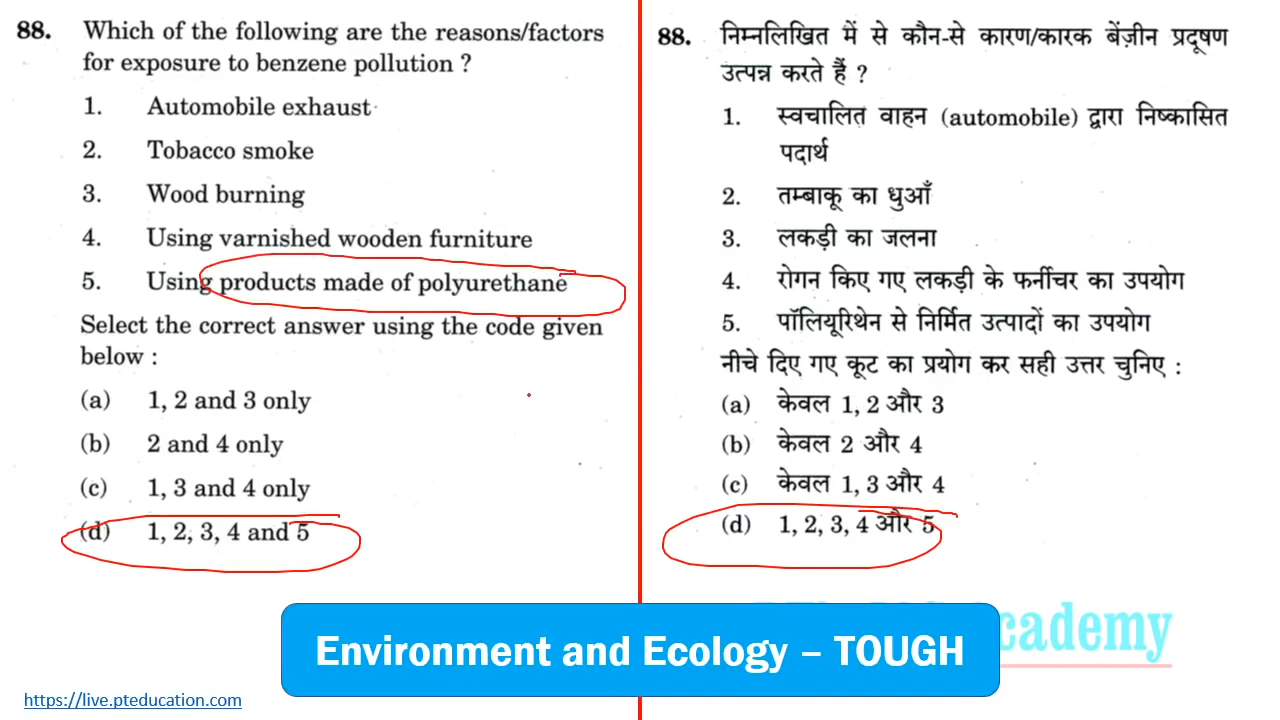 88. Which of the following are the reasons/factors
for exposure to benzene pollution ?
1. Automobile exhaust
2. Tobacco smoke
3. Wood burning
4. Using varnished wooden furniture
5. Using products made of polyurethane
Select the correct answer using the code given
below :
(a) 1, 2 and 3 only
(b) 2 and 4 only
(c) 1, 3 and 4 only
(d) 1, 2, 3, 4 and 5
88. निम्नलिखित में से कौन-से कारण/कारक बेंज़ीन प्रदूषण
उत्पन्न करते हैं ?
1. स्वचालित वाहन (automobile) द्वारा निष्कासित
पदार्थ
2. तम्बाकू का धुआँ
3. लकड़ी का जलना
4. रोगन किए गए लकड़ी के फर्नीचर का उपयोग
5. पॉलियूरिथेन से निर्मित उत्पादों का उपयोग
नीचे दिए गए कूट का प्रयोग कर सही उत्तर चुनिए :
(a) केवल 1, 2 और 3
(b) केवल 2 और 4
(c) केवल 1, 3 और 4
(d) 1, 2, 3, 4 और 5
Environment and Ecology – TOUGH
https://live.pteducation.com